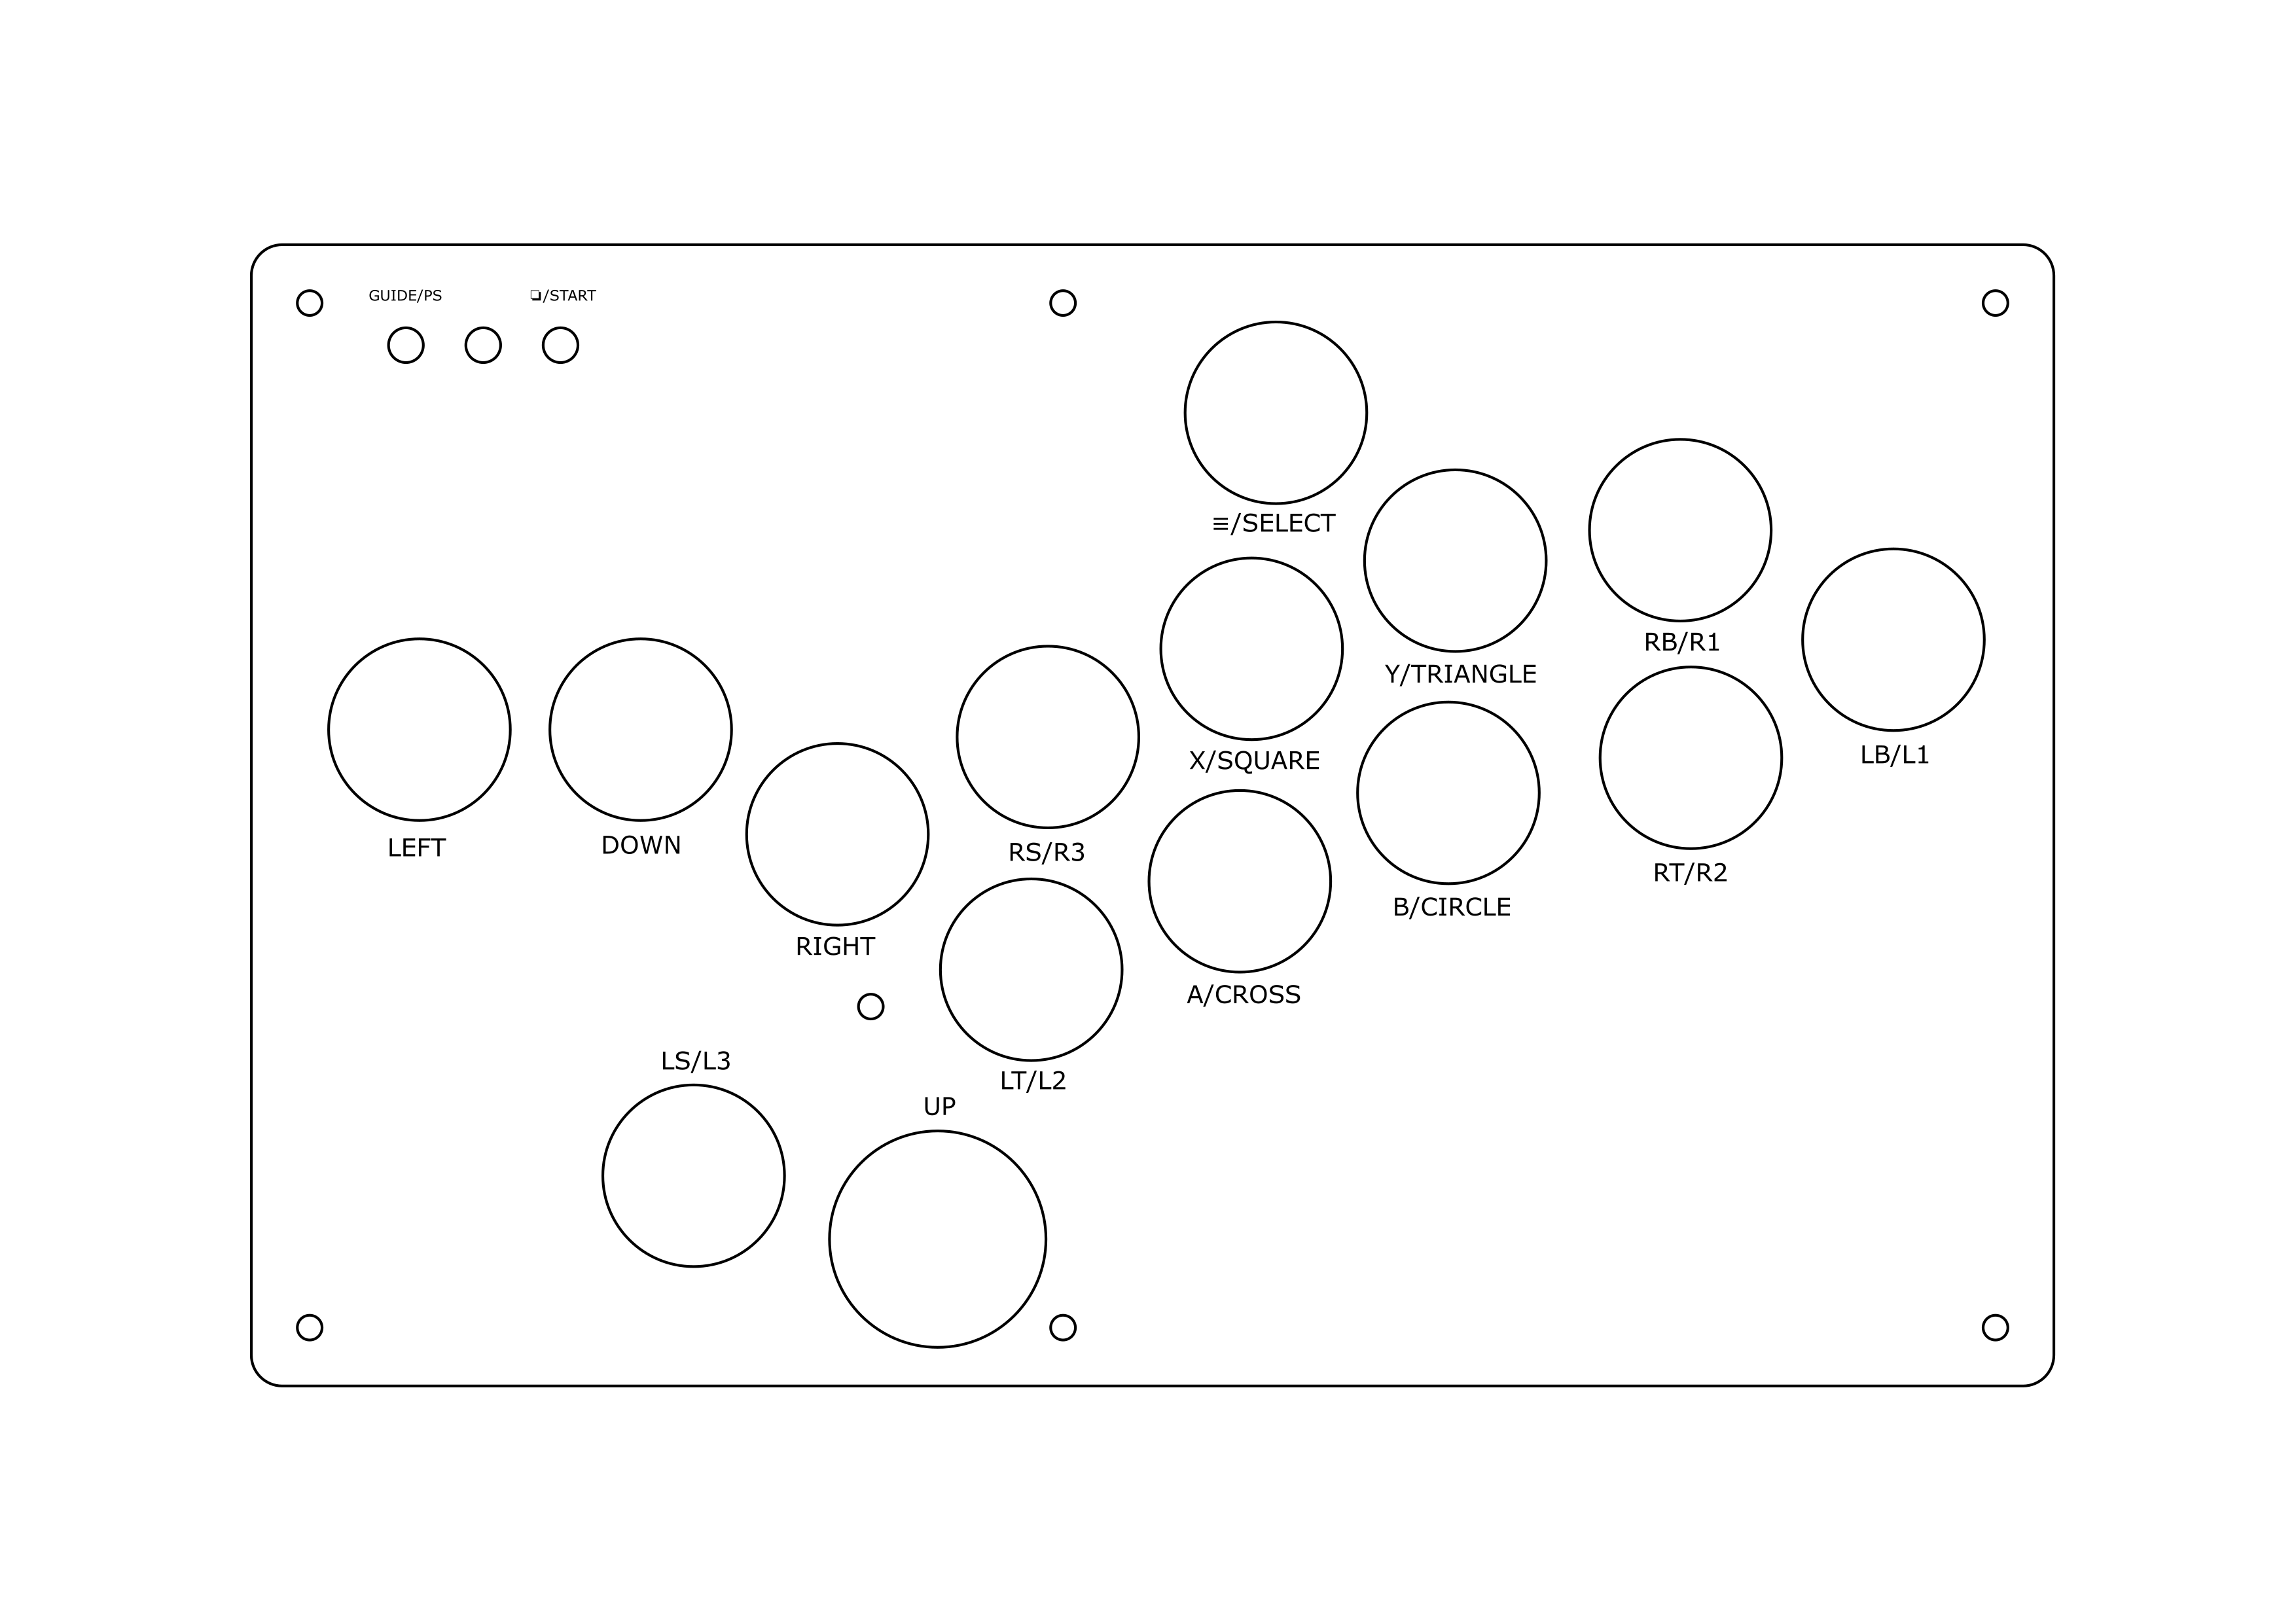 GUIDE/PS
❏/START
≡/SELECT
RB/R1
Y/TRIANGLE
LB/L1
X/SQUARE
LEFT
DOWN
RS/R3
RT/R2
B/CIRCLE
RIGHT
A/CROSS
LS/L3
LT/L2
UP